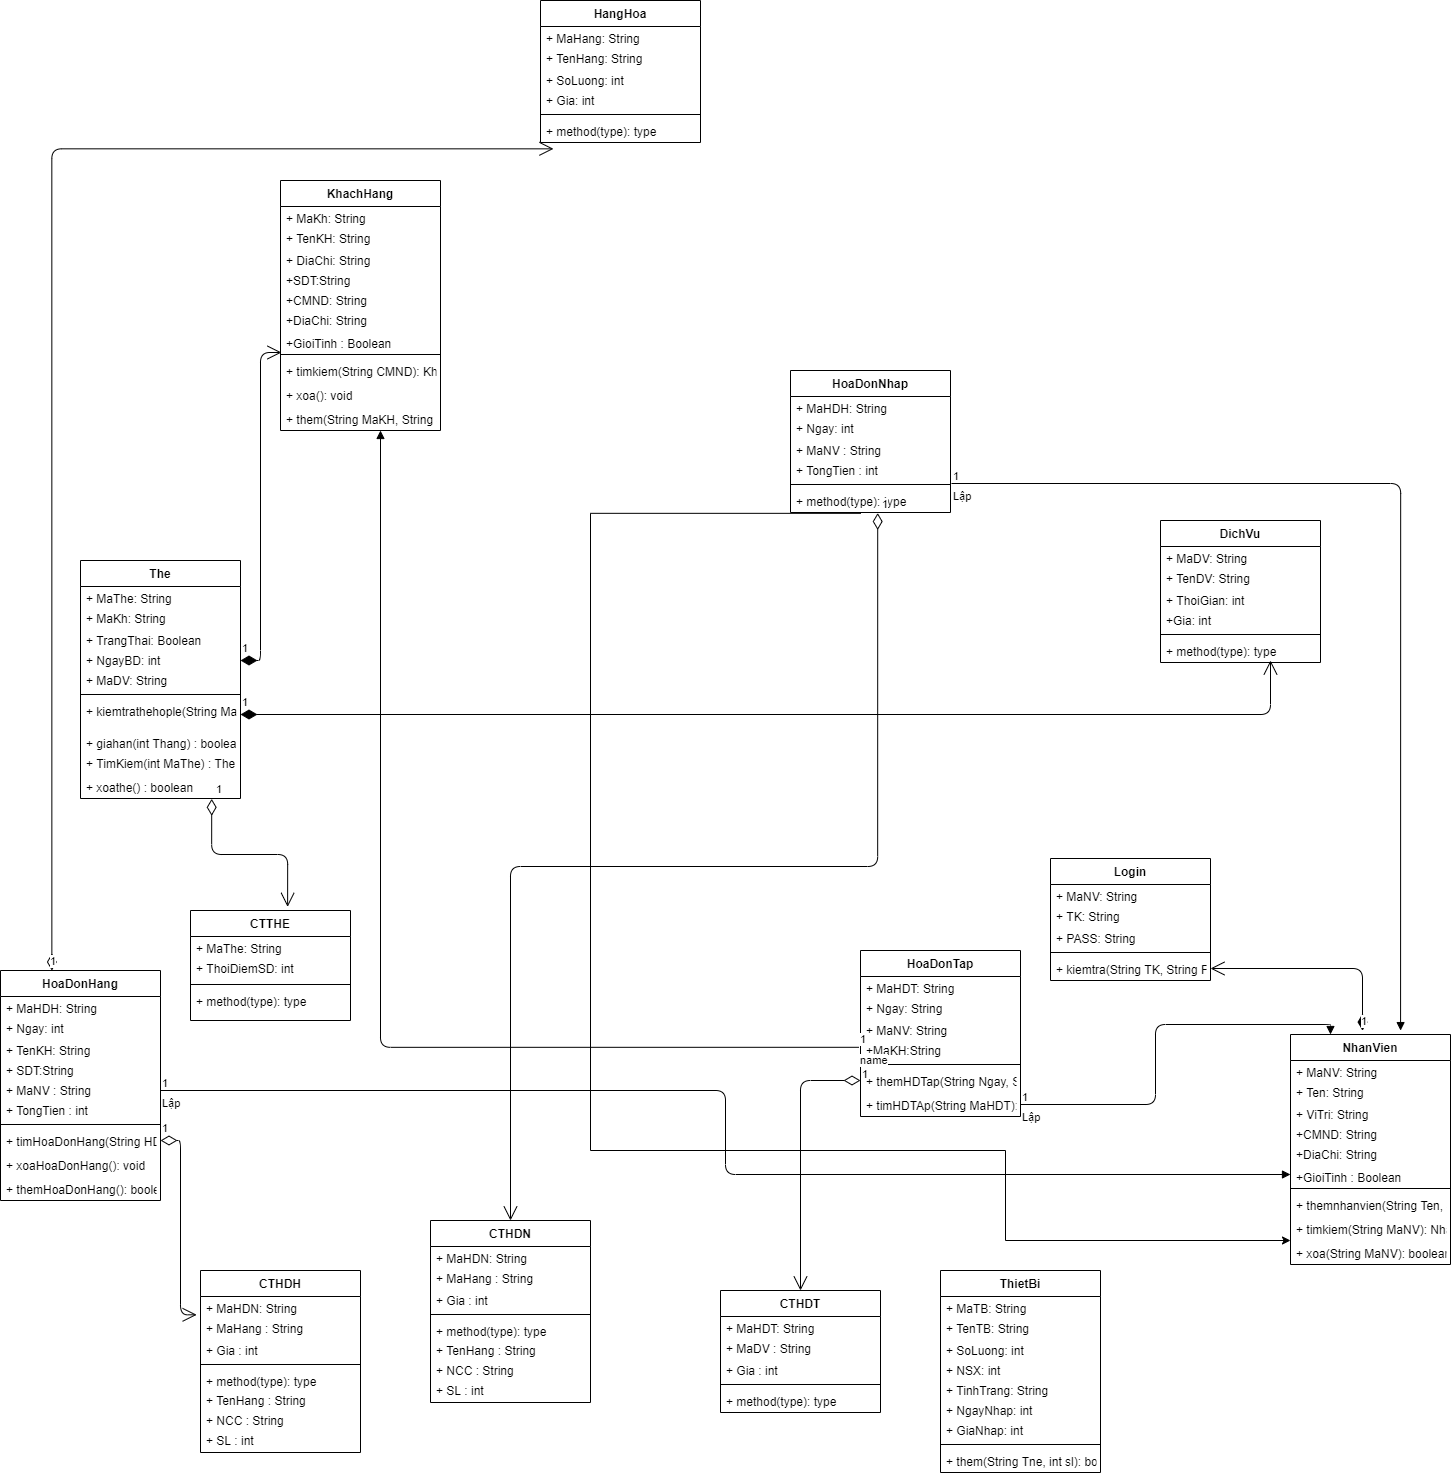 HangHoa
+ MaHang: String
+ TenHang: String
+ SoLuong: int
+ Gia: int
+ method(type): type
KhachHang
+ MaKh: String
+ TenKH: String
+ DiaChi: String
+SDT:String
+CMND: String
+DiaChi: String
+GioiTinh : Boolean
+ timkiem(String CMND): Kh
+ xoa(): void
+ them(String MaKH, String
HoaDonNhap
+ MaHDH: String
+ Ngay: int
+ MaNV : String
+ TongTien : int
+ method(type): type
1
1
Lập
DichVu
+ MaDV: String
+ TenDV: String
+ ThoiGian: int
+Gia: int
+ method(type): type
The
+ MaThe: String
+ MaKh: String
+ TrangThai: Boolean
+ NgayBD: int
+ MaDV: String
+ kiemtrathehople(String Ma
+ giahan(int Thang) : boolea
+ TimKiem(int MaThe) : The
+ xoathe() : boolean
1
1
1
CTTHE
+ MaThe: String
+ ThoiDiemSD: int
+ method(type): type
Login
+ MaNV: String
+ TK: String
+ PASS: String
+ kiemtra(String TK, String P
1
HoaDonHang
+ MaHDH: String
+ Ngay: int
+ TenKH: String
+ SDT:String
+ MaNV : String
+ TongTien : int
+ timHoaDonHang(String HD
+ xoaHoaDonHang(): void
+ themHoaDonHang(): boole
1
Lập
1
HoaDonTap
+ MaHDT: String
+ Ngay: String
+ MaNV: String
+MaKH:String
+ themHDTap(String Ngay, S
+ timHDTAp(String MaHDT):
1
name
1
1
Lập
1
NhanVien
+ MaNV: String
+ Ten: String
+ ViTri: String
+CMND: String
+DiaChi: String
+GioiTinh : Boolean
+ themnhanvien(String Ten,
+ timkiem(String MaNV): Nh
+ xoa(String MaNV): boolear
CTHDH
+ MaHDN: String
+ MaHang : String
+ Gia : int
+ method(type): type
+ TenHang : String
+ NCC : String
+ SL : int
CTHDN
+ MaHDN: String
+ MaHang : String
+ Gia : int
+ method(type): type
+ TenHang : String
+ NCC : String
+ SL : int
CTHDT
+ MaHDT: String
+ MaDV : String
+ Gia : int
+ method(type): type
ThietBi
+ MaTB: String
+ TenTB: String
+ SoLuong: int
+ NSX: int
+ TinhTrang: String
+ NgayNhap: int
+ GiaNhap: int
+ them(String Tne, int sl): bo